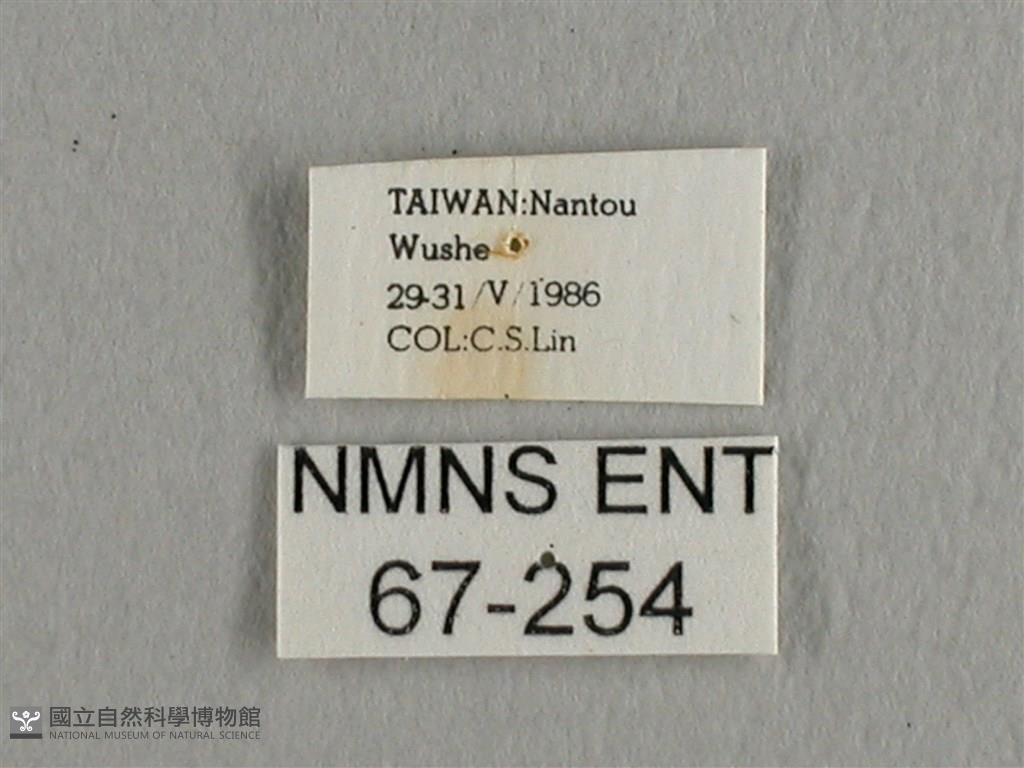 TAIWAN:Nantou
Wushe
29-31/V/1986
COL:C.S.Lin
NMNS ENT
67-254
國立自然科學博物館
NATIONAL MUSEUM OF NATURAL SCIENCE